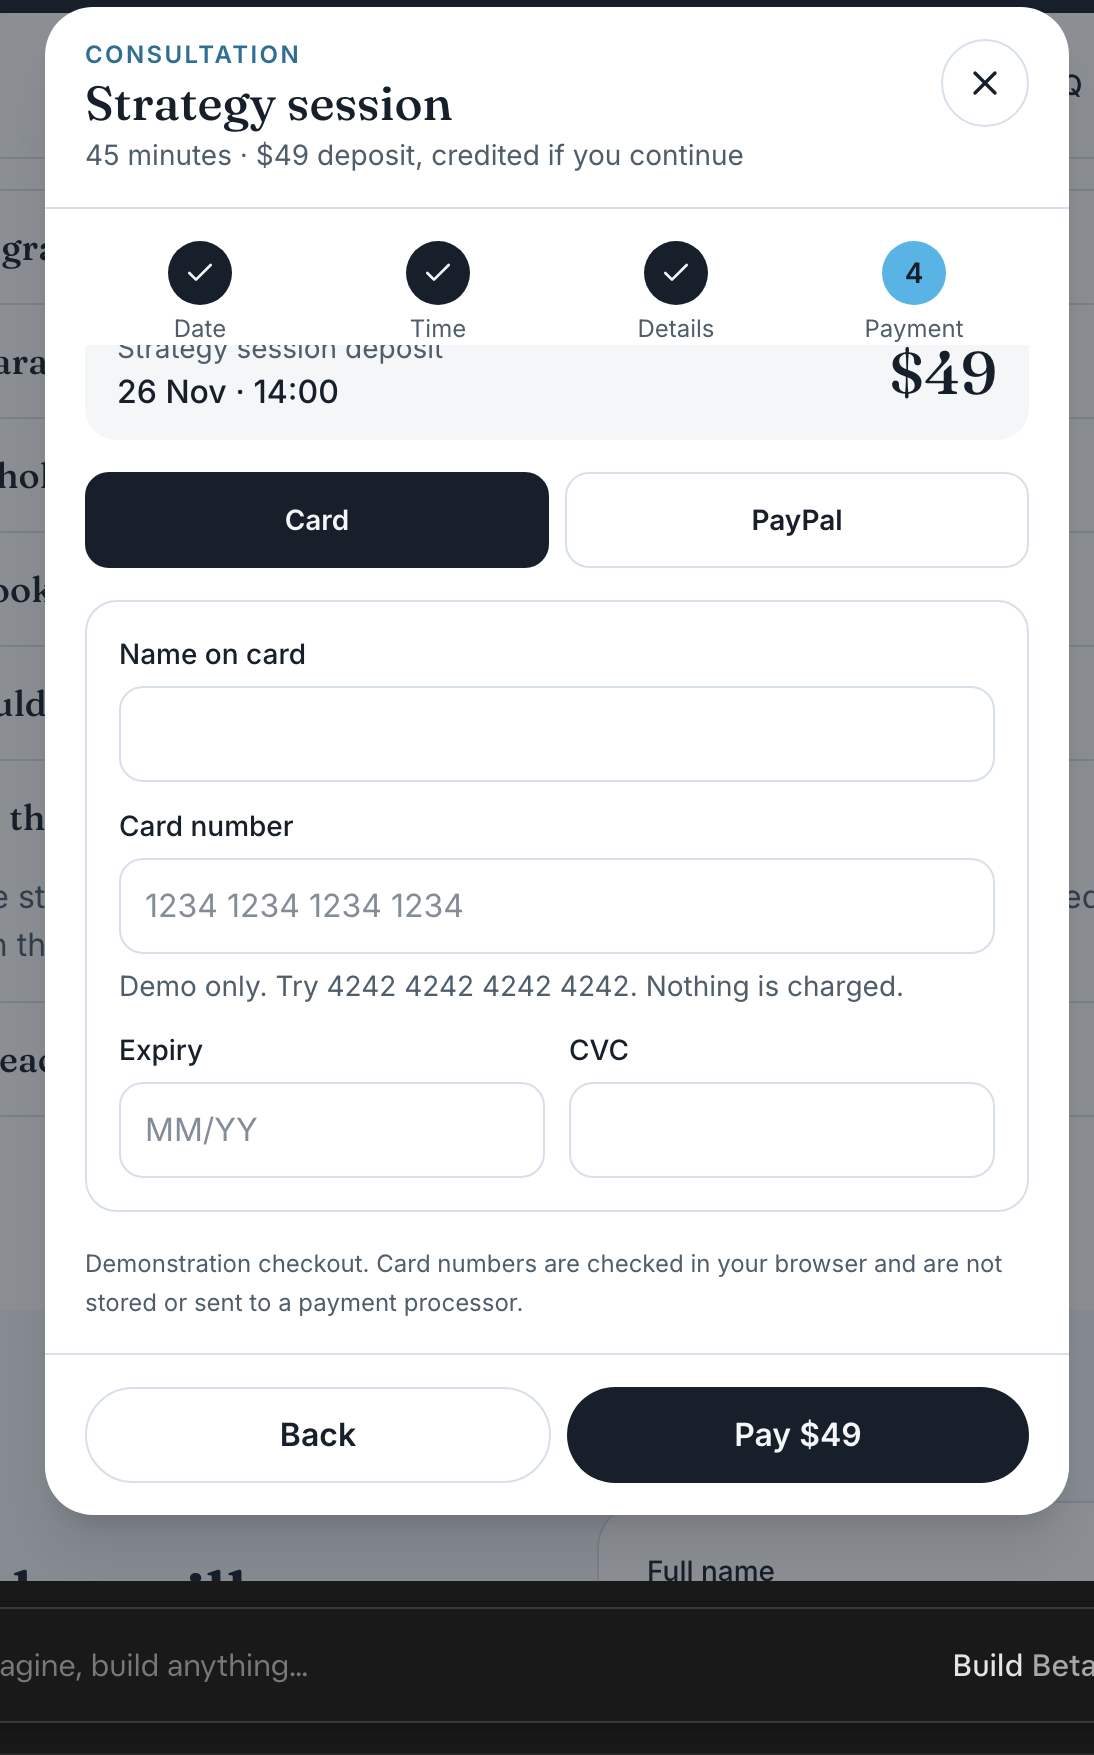 CONSULTATION
Strategy session
45 minutes · $49 deposit, credited if you continue
Date
Time
Details
4
Payment
Strategy session deposit
26 Nov · 14:00
$49
Card
PayPal
Name on card
Card number
1234 1234 1234 1234
Demo only. Try 4242 4242 4242 4242. Nothing is charged.
Expiry
CVC
MM/YY
Demonstration checkout. Card numbers are checked in your browser and are not
stored or sent to a payment processor.
Back
Pay $49
Full name
build anything...
Build Beta